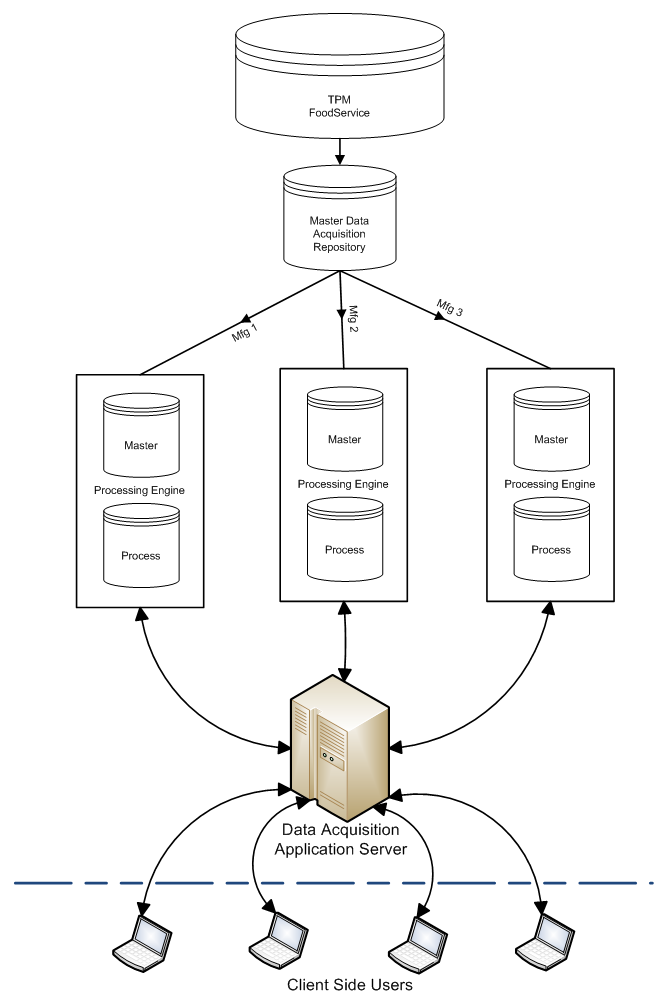 TPM
FoodService
Master Data
Acquisition
Repository
Mfg 1
Mfg 2
Mfg 3
Master
Processing Engine
Process
Master
Processing Engine
Process
Master
Processing Engine
Process
Data Acquisition
Application Server
Client Side Users